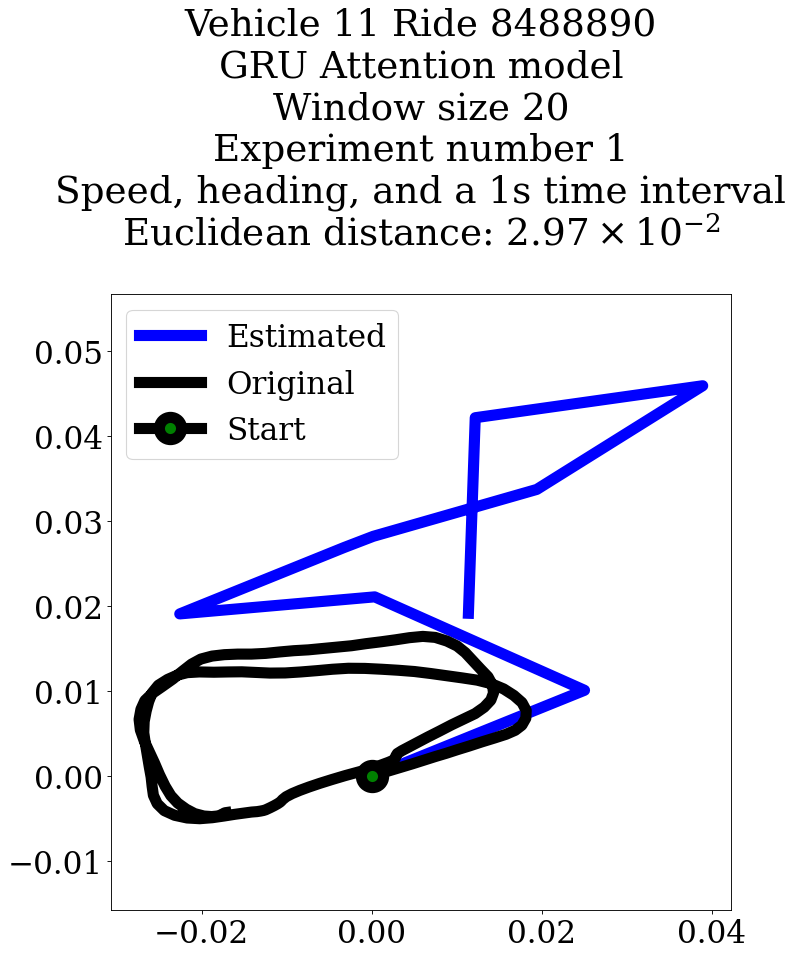 Vehicle 11 Ride 8488890
GRU Attention model
Window size 20
Experiment number 1
Speed, heading, and a 1s time interval
Euclidean distance: 2.97 × 10⁻²
Estimated
Original
Start
0.05
0.04
0.03
0.02
0.01
0.00
−0.01
−0.02 0.00 0.02 0.04